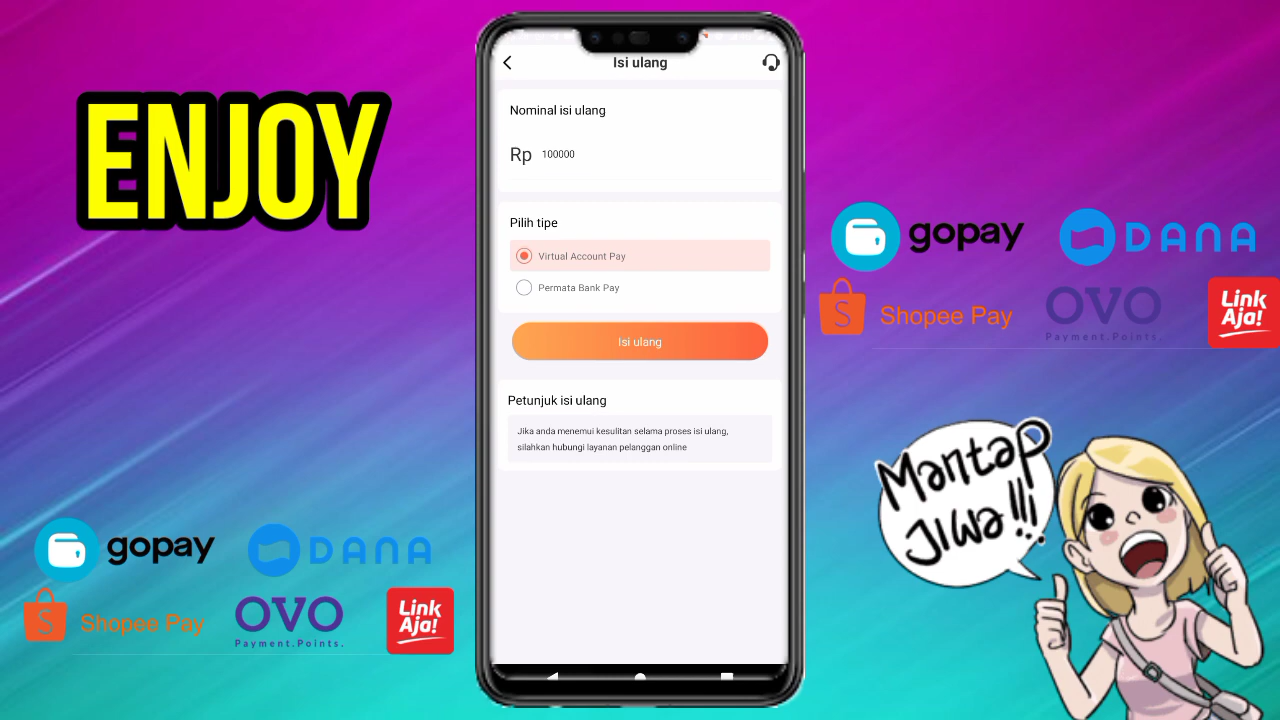 ENJOY
Isi ulang
Nominal isi ulang
Rp 100000
Pilih tipe
Virtual Account Pay
Permata Bank Pay
Isi ulang
Petunjuk isi ulang
Jika anda menemui kesulitan selama proses isi ulang,
silahkan hubungi layanan pelanggan online
gopay DANA
Shopee Pay OVO Link
Payment.Points. Aja!
Mantap
Jiwa!!!
gopay DANA
Shopee Pay OVO Link
Payment.Points. Aja!